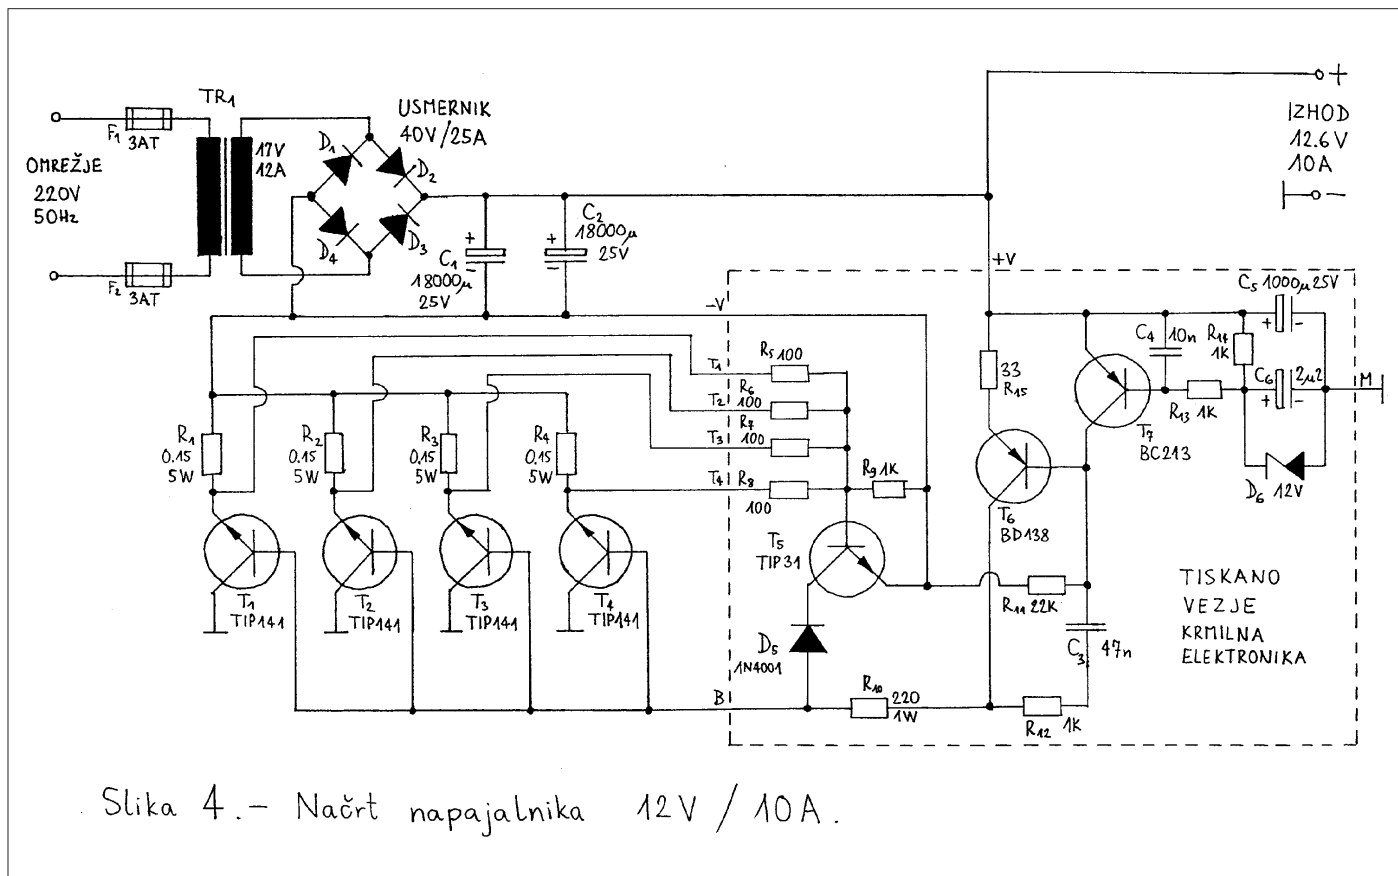 TR1
F1
3AT
OMREŽJE
220V
50Hz
F2
3AT
17V
12A
USMERNIK
40V/25A
D1
D2
D3
D4
C1
18000µ
25V
C2
18000µ
25V
+
IZHOD
12.6V
10A
-
+V
-V
C5 1000µ 25V
C4
10n
R14
1K
C6
2µ2
M
33
R15
R13
1K
T7
BC213
D6
12V
T1
R5 100
T2
R6
100
T3
R7
100
T4
R8
100
R9 1K
R1
0.15
5W
R2
0.15
5W
R3
0.15
5W
R4
0.15
5W
T1
TIP141
T2
TIP141
T3
TIP141
T4
TIP141
T5
TIP31
T6
BD138
R11 22K
C3
47n
D5
1N4001
B
R10
220
1W
R12
1K
TISKANO
VEZJE
KRMILNA
ELEKTRONIKA
Slika 4.- Načrt napajalnika 12V / 10A.